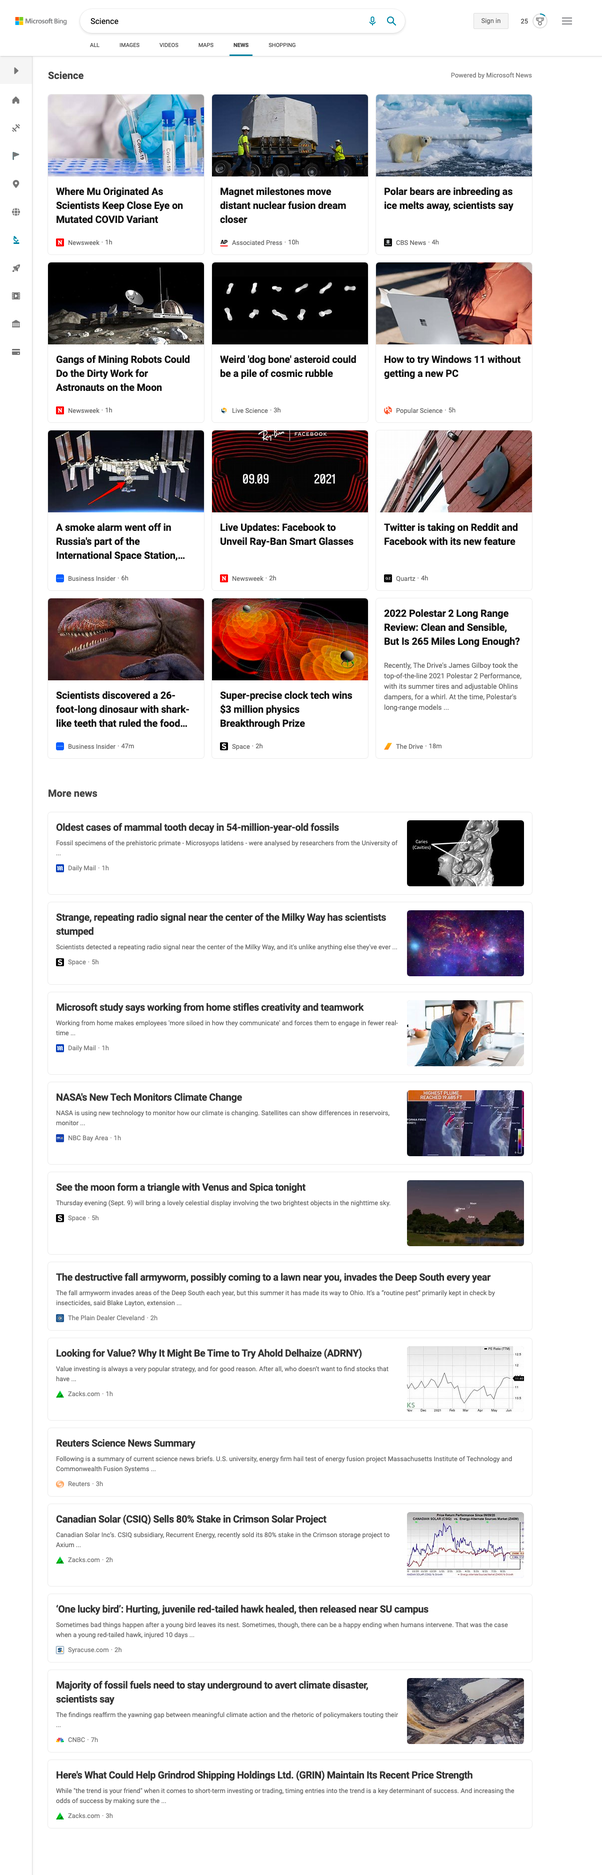 Microsoft Bing
Science
Sign in
25
ALL
IMAGES
VIDEOS
MAPS
NEWS
SHOPPING
Science
Powered by Microsoft News
Where Mu Originated As
Scientists Keep Close Eye on
Mutated COVID Variant
Newsweek · 1h
Magnet milestones move
distant nuclear fusion dream
closer
AP Associated Press · 10h
Polar bears are inbreeding as
ice melts away, scientists say
CBS News · 4h
Gangs of Mining Robots Could
Do the Dirty Work for
Astronauts on the Moon
Newsweek · 1h
Weird 'dog bone' asteroid could
be a pile of cosmic rubble
Live Science · 3h
How to try Windows 11 without
getting a new PC
Popular Science · 5h
A smoke alarm went off in
Russia's part of the
International Space Station,...
Business Insider · 6h
Ray-Ban | FACEBOOK
09.09 2021
Live Updates: Facebook to
Unveil Ray-Ban Smart Glasses
Newsweek · 2h
Twitter is taking on Reddit and
Facebook with its new feature
Quartz · 4h
Scientists discovered a 26-
foot-long dinosaur with shark-
like teeth that ruled the food...
Business Insider · 47m
Super-precise clock tech wins
$3 million physics
Breakthrough Prize
Space · 2h
2022 Polestar 2 Long Range
Review: Clean and Sensible,
But Is 265 Miles Long Enough?
Recently, The Drive's James Gilboy took the
top-of-the-line 2021 Polestar 2 Performance,
with its summer tires and adjustable Ohlins
dampers, for a whirl. At the time, Polestar's
long-range models ...
The Drive · 18m
More news
Oldest cases of mammal tooth decay in 54-million-year-old fossils
Fossil specimens of the prehistoric primate - Microsyops latidens - were analysed by researchers from the University of
...
Daily Mail · 1h
Caries
(Cavities)
Strange, repeating radio signal near the center of the Milky Way has scientists
stumped
Scientists detected a repeating radio signal near the center of the Milky Way, and it's unlike anything else they've ever ...
Space · 5h
Microsoft study says working from home stifles creativity and teamwork
Working from home makes employees 'more siloed in how they communicate' and forces them to engage in fewer real-
time ...
Daily Mail · 1h
NASA's New Tech Monitors Climate Change
NASA is using new technology to monitor how our climate is changing. Satellites can show differences in reservoirs,
monitor ...
NBC Bay Area · 1h
HIGHEST PLUME
REACHED 19,685 FT
See the moon form a triangle with Venus and Spica tonight
Thursday evening (Sept. 9) will bring a lovely celestial display involving the two brightest objects in the nighttime sky.
Space · 5h
The destructive fall armyworm, possibly coming to a lawn near you, invades the Deep South every year
The fall armyworm invades areas of the Deep South each year, but this summer it has made its way to Ohio. It's a "routine pest" primarily kept in check by
insecticides, said Blake Layton, extension ...
The Plain Dealer Cleveland · 2h
Looking for Value? Why It Might Be Time to Try Ahold Delhaize (ADRNY)
Value investing is always a very popular strategy, and for good reason. After all, who doesn't want to find stocks that
have ...
Zacks.com · 1h
Reuters Science News Summary
Following is a summary of current science news briefs. U.S. university, energy firm hail test of energy fusion project Massachusetts Institute of Technology and
Commonwealth Fusion Systems ...
Reuters · 3h
Canadian Solar (CSIQ) Sells 80% Stake in Crimson Solar Project
Canadian Solar Inc's. CSIQ subsidiary, Recurrent Energy, recently sold its 80% stake in the Crimson storage project to
Axium ...
Zacks.com · 2h
'One lucky bird': Hurting, juvenile red-tailed hawk healed, then released near SU campus
Sometimes bad things happen after a young bird leaves its nest. Sometimes, though, there can be a happy ending when humans intervene. That was the case
when a young red-tailed hawk, injured 10 days ...
Syracuse.com · 2h
Majority of fossil fuels need to stay underground to avert climate disaster,
scientists say
The findings reaffirm the yawning gap between meaningful climate action and the rhetoric of policymakers touting their
...
CNBC · 7h
Here's What Could Help Grindrod Shipping Holdings Ltd. (GRIN) Maintain Its Recent Price Strength
While "the trend is your friend" when it comes to short-term investing or trading, timing entries into the trend is a key determinant of success. And increasing the
odds of success by making sure the ...
Zacks.com · 3h